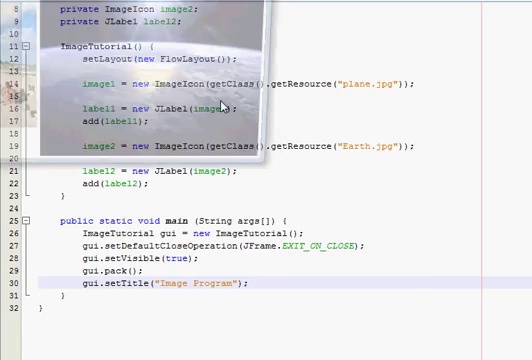 8 private ImageIcon image2;
9 private JLabel label2;
10
11 ImageTutorial() {
12 setLayout(new FlowLayout());
13
14 image1 = new ImageIcon(getClass().getResource("plane.jpg"));
15
16 label1 = new JLabel(image1);
17 add(label1);
18
19 image2 = new ImageIcon(getClass().getResource("Earth.jpg"));
20
21 label2 = new JLabel(image2);
22 add(label2);
23 }
24
25 public static void main (String args[]) {
26 ImageTutorial gui = new ImageTutorial();
27 gui.setDefaultCloseOperation(JFrame.EXIT_ON_CLOSE);
28 gui.setVisible(true);
29 gui.pack();
30 gui.setTitle("Image Program");
31 }
32 }